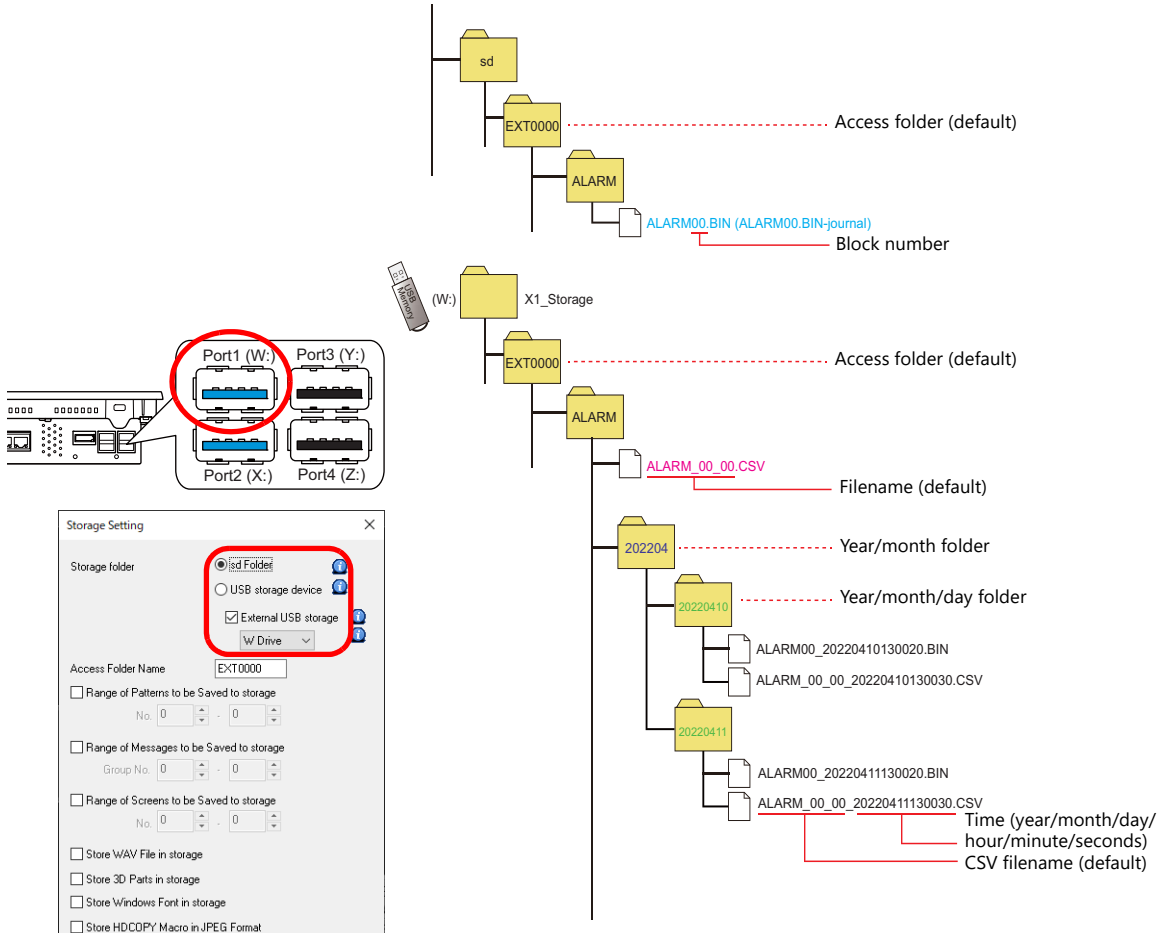 sd
EXT0000
Access folder (default)
ALARM
ALARM00.BIN (ALARM00.BIN-journal)
Block number
USB
Memory
(W:)
X1_Storage
EXT0000
Access folder (default)
ALARM
ALARM_00_00.CSV
Filename (default)
202204
Year/month folder
20220410
Year/month/day folder
ALARM00_20220410130020.BIN
ALARM_00_00_20220410130030.CSV
20220411
ALARM00_20220411130020.BIN
ALARM_00_00_20220411130030.CSV
Time (year/month/day/
hour/minute/seconds)
CSV filename (default)
Port1 (W:)
Port3 (Y:)
Port2 (X:)
Port4 (Z:)
Storage Setting
Storage folder
sd Folder
USB storage device
External USB storage
W Drive
Access Folder Name
EXT0000
Range of Patterns to be Saved to storage
No. 0 - 0
Range of Messages to be Saved to storage
Group No. 0 - 0
Range of Screens to be Saved to storage
No. 0 - 0
Store WAV File in storage
Store 3D Parts in storage
Store Windows Font in storage
Store HDCOPY Macro in JPEG Format